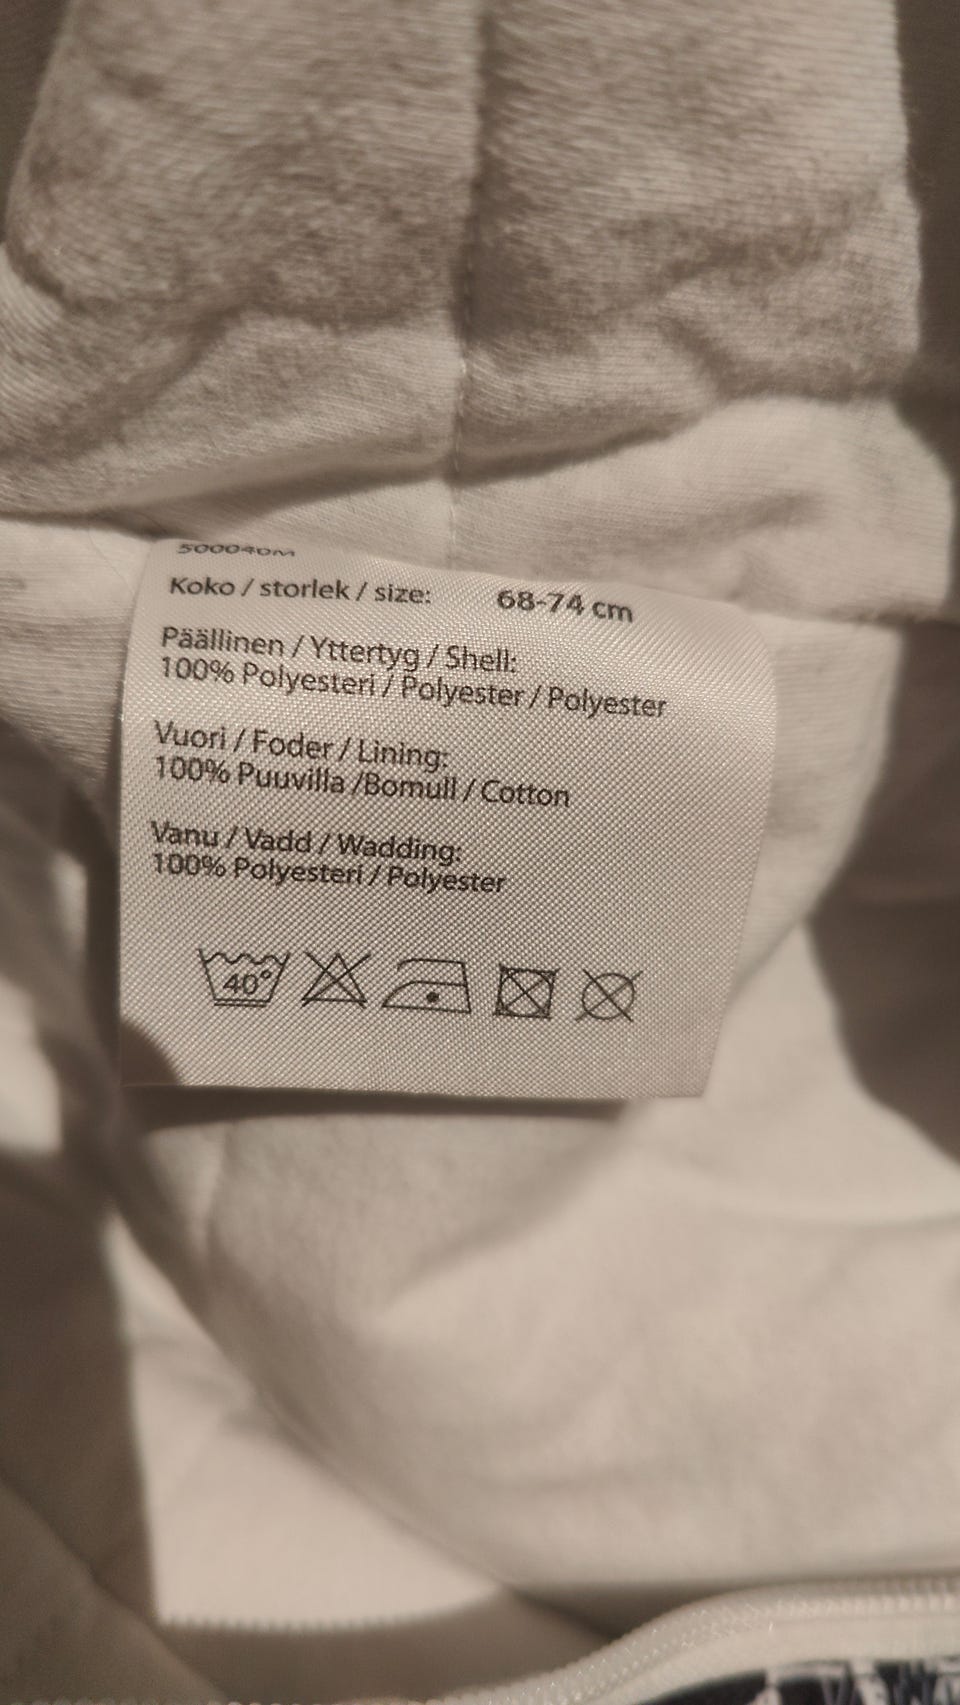 Koko / storlek / size: 68-74 cm
Päällinen / Yttertyg / Shell:
100% Polyesteri / Polyester / Polyester
Vuori / Foder / Lining:
100% Puuvilla /Bomull / Cotton
Vanu / Vadd / Wadding:
100% Polyesteri / Polyester
40°